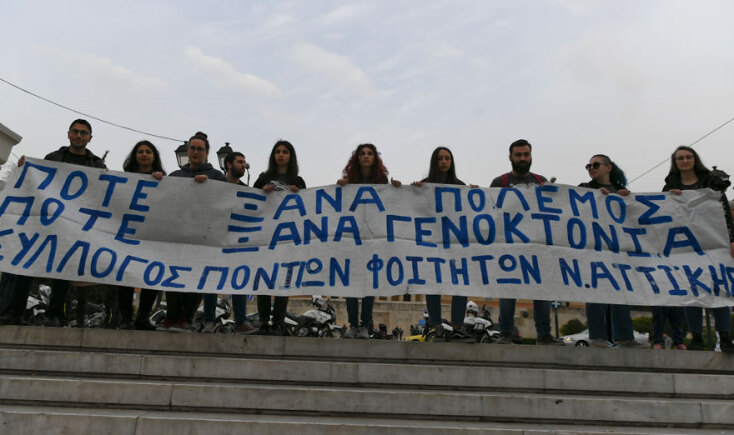 ΠΟΤΕ ΞΑΝΑ ΠΟΛΕΜΟΣ
ΠΟΤΕ ΞΑΝΑ ΓΕΝΟΚΤΟΝΙΑ
ΣΥΛΛΟΓΟΣ ΠΟΝΤΙΩΝ ΦΟΙΤΗΤΩΝ Ν. ΑΤΤΙΚΗΣ